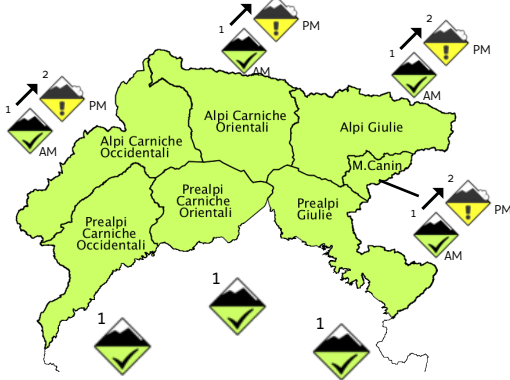 1
PM
AM
2
1
PM
AM
2
1
PM
AM
Alpi Carniche
Orientali
Alpi Giulie
Alpi Carniche
Occidentali
M.Canin
2
1
PM
AM
Prealpi
Carniche
Orientali
Prealpi
Giulie
Prealpi
Carniche
Occidentali
1
1
1